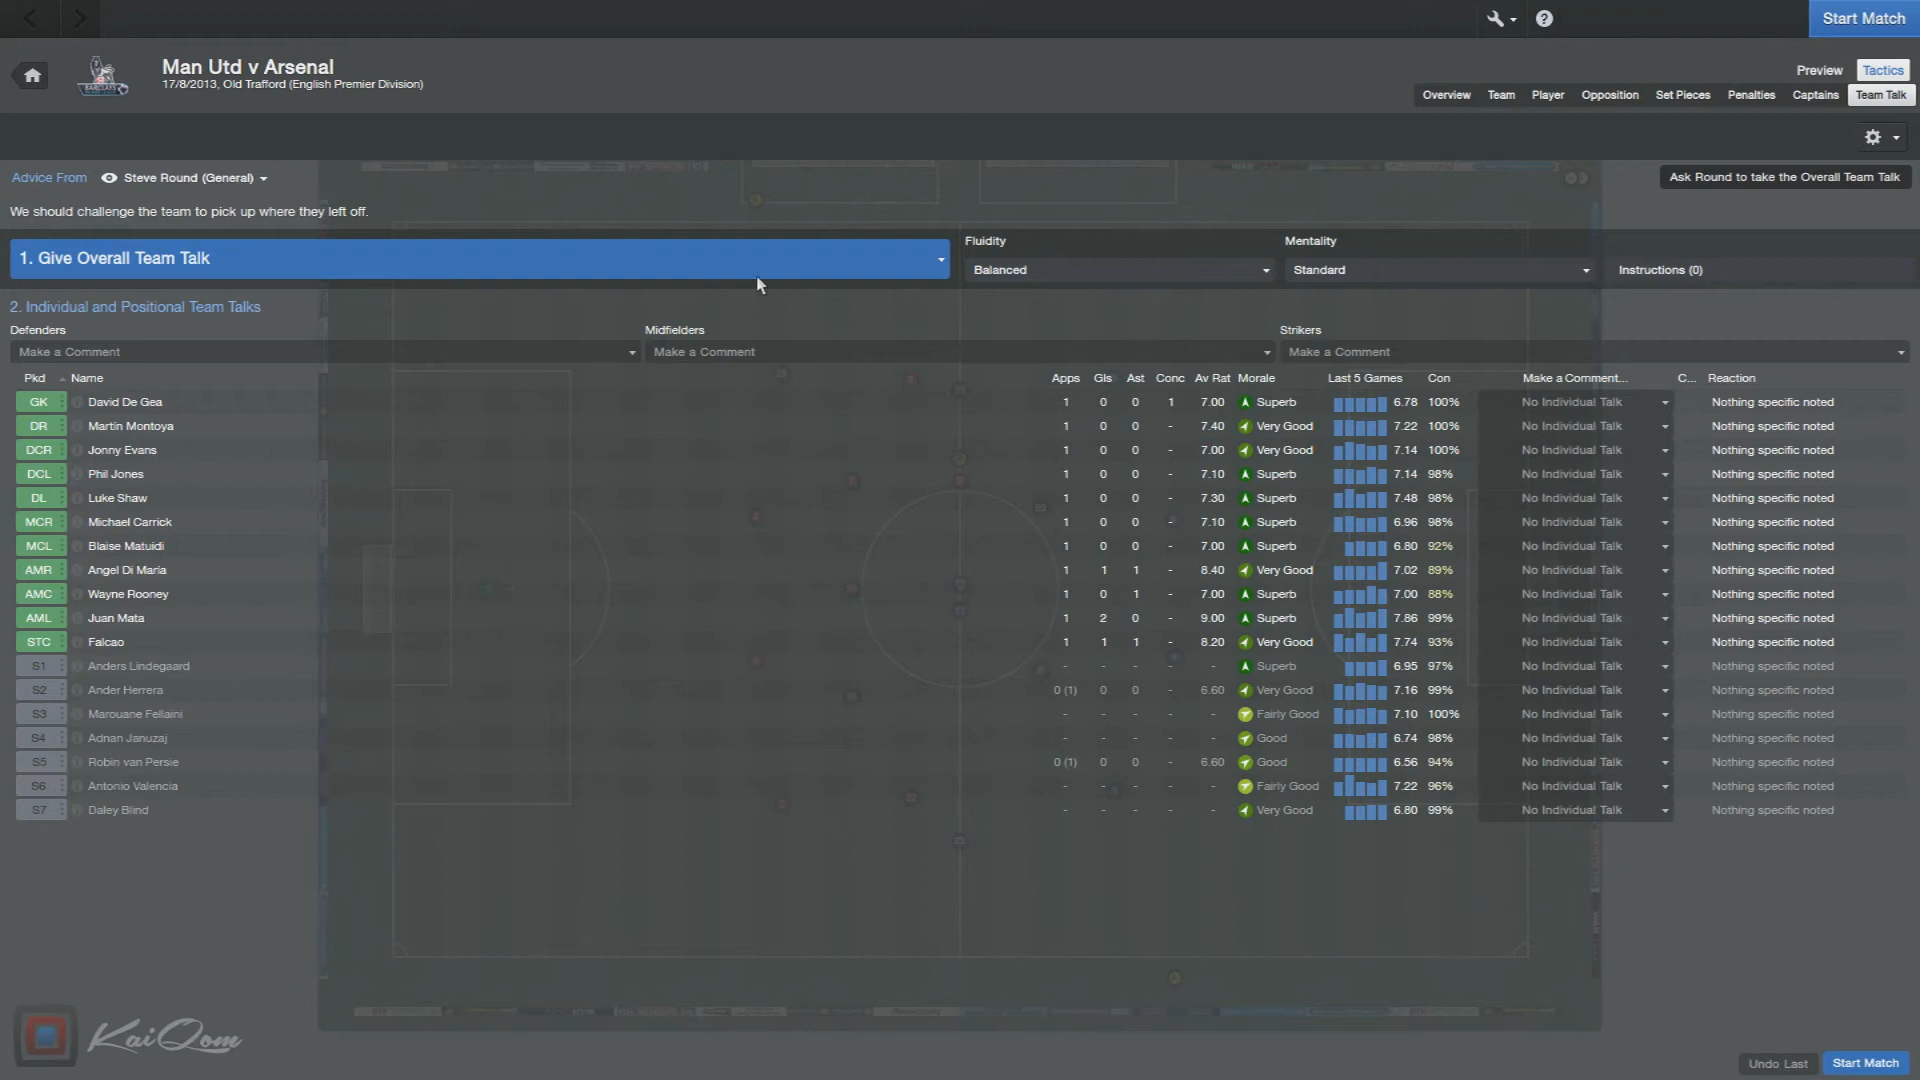 Start Match
Man Utd v Arsenal
17/8/2013, Old Trafford (English Premier Division)
Preview Tactics
Overview Team Player Opposition Set Pieces Penalties Captains Team Talk
Advice From Steve Round (General)
Ask Round to take the Overall Team Talk
We should challenge the team to pick up where they left off.
1. Give Overall Team Talk
Fluidity Mentality
Balanced Standard Instructions (0)
2. Individual and Positional Team Talks
Defenders Midfielders Strikers
Make a Comment Make a Comment Make a Comment
Pkd Name Apps Gls Ast Conc Av Rat Morale Last 5 Games Con Make a Comment... C... Reaction
GK David De Gea 1 0 0 1 7.00 Superb 6.78 100% No Individual Talk Nothing specific noted
DR Martín Montoya 1 0 0 - 7.40 Very Good 7.22 100% No Individual Talk Nothing specific noted
DCR Jonny Evans 1 0 0 - 7.00 Very Good 7.14 100% No Individual Talk Nothing specific noted
DCL Phil Jones 1 0 0 - 7.10 Superb 7.14 98% No Individual Talk Nothing specific noted
DL Luke Shaw 1 0 0 - 7.30 Superb 7.48 98% No Individual Talk Nothing specific noted
MCR Michael Carrick 1 0 0 - 7.10 Superb 6.96 98% No Individual Talk Nothing specific noted
MCL Blaise Matuidi 1 0 0 - 7.00 Superb 6.80 92% No Individual Talk Nothing specific noted
AMR Ángel Di María 1 1 1 - 8.40 Very Good 7.02 89% No Individual Talk Nothing specific noted
AMC Wayne Rooney 1 0 1 - 7.00 Superb 7.00 88% No Individual Talk Nothing specific noted
AML Juan Mata 1 2 0 - 9.00 Superb 7.86 99% No Individual Talk Nothing specific noted
STC Falcao 1 1 1 - 8.20 Very Good 7.74 93% No Individual Talk Nothing specific noted
S1 Anders Lindegaard - - - - - Superb 6.95 97% No Individual Talk Nothing specific noted
S2 Ander Herrera 0 (1) 0 0 - 6.60 Very Good 7.16 99% No Individual Talk Nothing specific noted
S3 Marouane Fellaini - - - - - Fairly Good 7.10 100% No Individual Talk Nothing specific noted
S4 Adnan Januzaj - - - - - Good 6.74 98% No Individual Talk Nothing specific noted
S5 Robin van Persie 0 (1) 0 0 - 6.60 Good 6.56 94% No Individual Talk Nothing specific noted
S6 Antonio Valencia - - - - - Fairly Good 7.22 96% No Individual Talk Nothing specific noted
S7 Daley Blind - - - - - Very Good 6.80 99% No Individual Talk Nothing specific noted
KaiQom
Undo Last Start Match